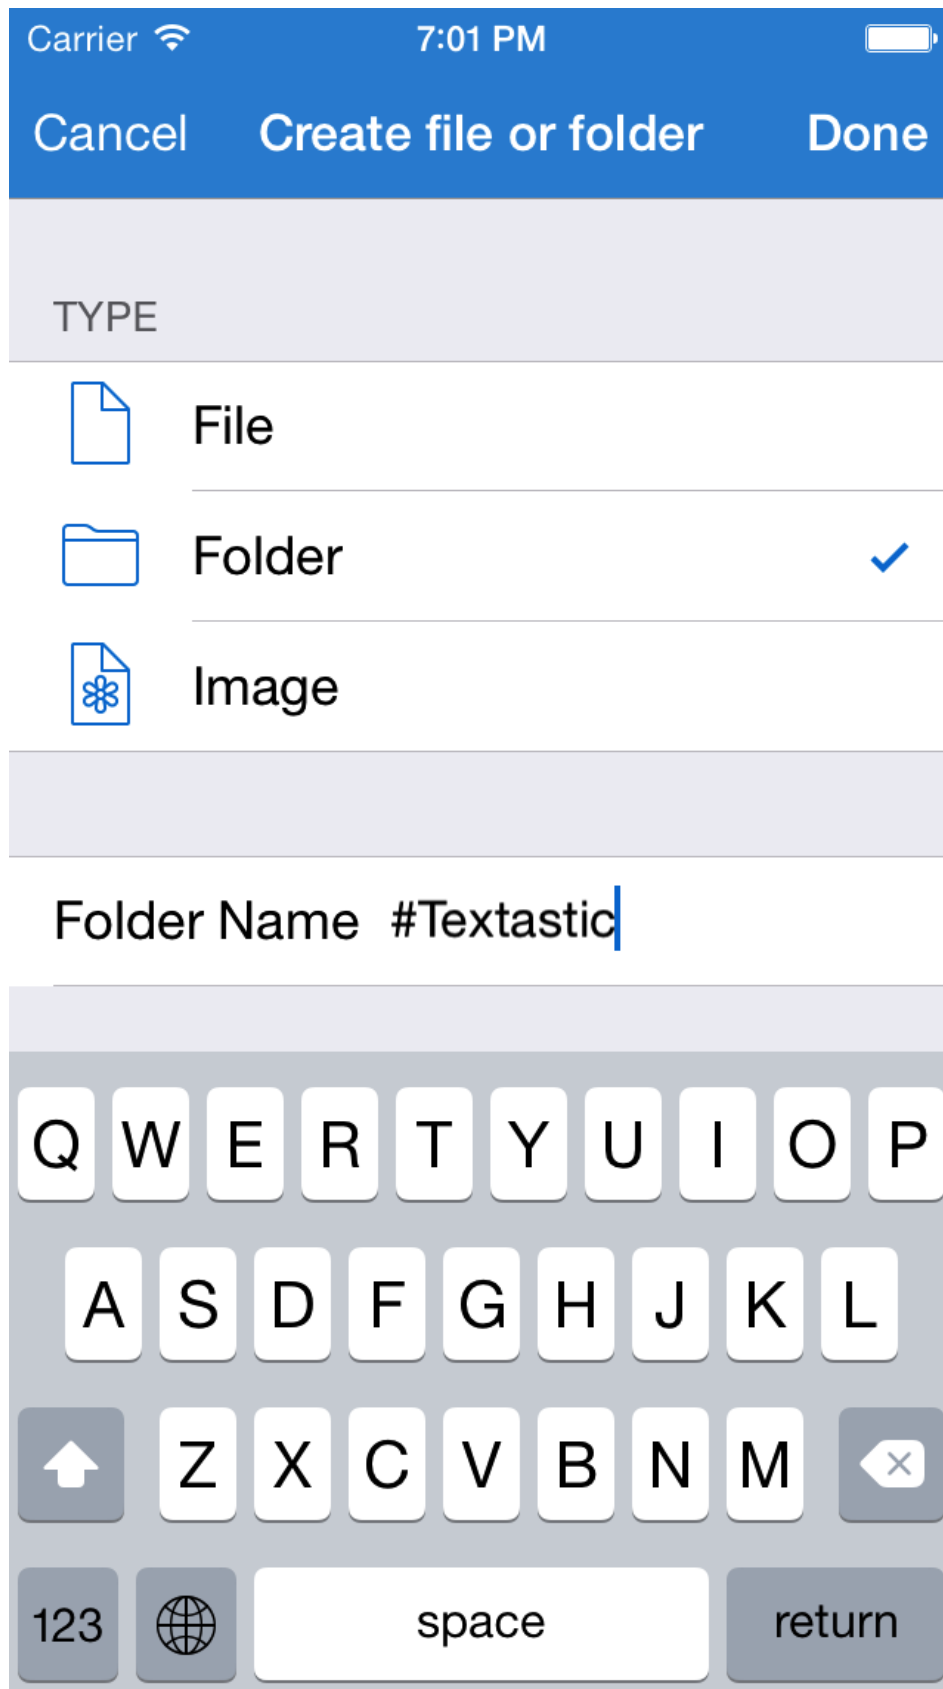 Carrier 7:01 PM
Cancel Create file or folder Done
TYPE
File
Folder
Image
Folder Name #Textastic
Q W E R T Y U I O P
A S D F G H J K L
Z X C V B N M
123 space return